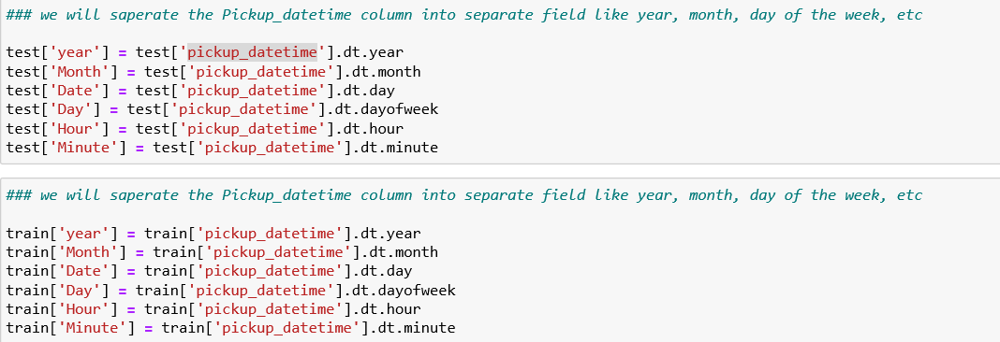 ### we will saperate the Pickup_datetime column into separate field like year, month, day of the week, etc
test['year'] = test['pickup_datetime'].dt.year
test['Month'] = test['pickup_datetime'].dt.month
test['Date'] = test['pickup_datetime'].dt.day
test['Day'] = test['pickup_datetime'].dt.dayofweek
test['Hour'] = test['pickup_datetime'].dt.hour
test['Minute'] = test['pickup_datetime'].dt.minute
### we will saperate the Pickup_datetime column into separate field like year, month, day of the week, etc
train['year'] = train['pickup_datetime'].dt.year
train['Month'] = train['pickup_datetime'].dt.month
train['Date'] = train['pickup_datetime'].dt.day
train['Day'] = train['pickup_datetime'].dt.dayofweek
train['Hour'] = train['pickup_datetime'].dt.hour
train['Minute'] = train['pickup_datetime'].dt.minute